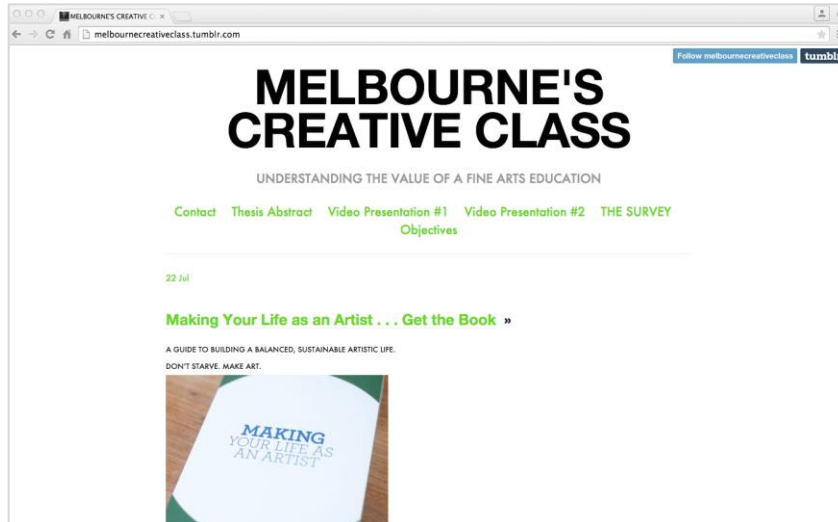 MELBOURNE'S CREATIVE C
melbournecreativeclass.tumblr.com
Follow melbournecreativeclass
MELBOURNE'S
CREATIVE CLASS
UNDERSTANDING THE VALUE OF A FINE ARTS EDUCATION
Contact Thesis Abstract Video Presentation #1 Video Presentation #2 THE SURVEY
Objectives
22 Jul
Making Your Life as an Artist . . . Get the Book »
A GUIDE TO BUILDING A BALANCED, SUSTAINABLE ARTISTIC LIFE.
DON'T STARVE. MAKE ART.
MAKING
YOUR LIFE AS
AN ARTIST